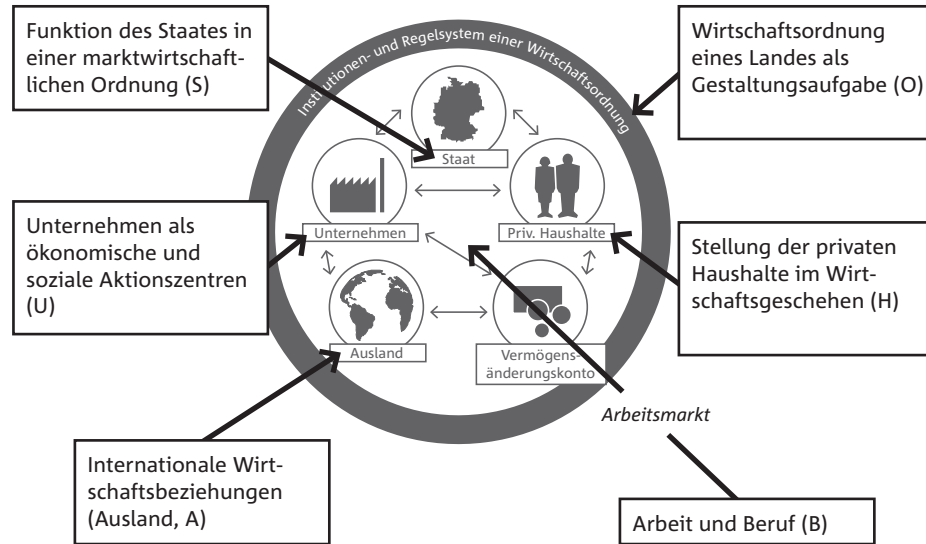 Funktion des Staates in
einer marktwirtschaft-
lichen Ordnung (S)
Wirtschaftsordnung
eines Landes als
Gestaltungsaufgabe (O)
Institutionen- und Regelsystem einer Wirtschaftsordnung
Staat
Unternehmen
Priv. Haushalte
Unternehmen als
ökonomische und
soziale Aktionszentren
(U)
Stellung der privaten
Haushalte im Wirt-
schaftsgeschehen (H)
Ausland
Vermögens-
änderungskonto
Arbeitsmarkt
Internationale Wirt-
schaftsbeziehungen
(Ausland, A)
Arbeit und Beruf (B)